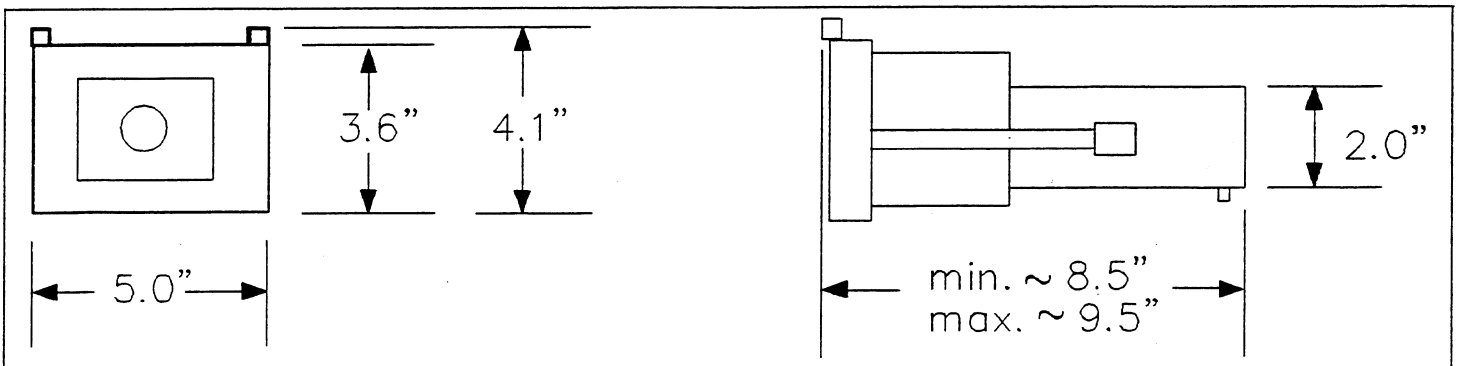 3.6”
4.1”
5.0”
2.0”
min. ~ 8.5”
max. ~ 9.5”